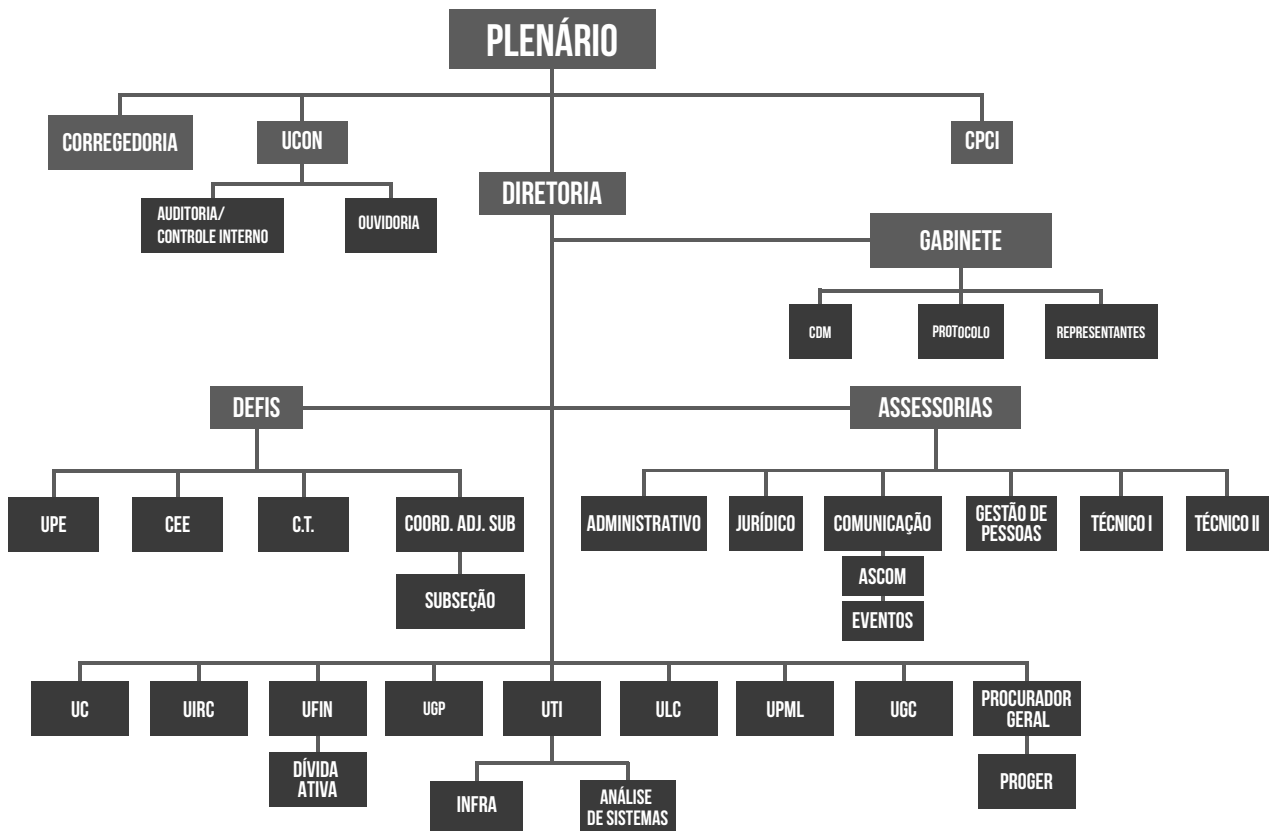 PLENÁRIO
CORREGEDORIA
UCON
CPCI
AUDITORIA/
CONTROLE INTERNO
OUVIDORIA
DIRETORIA
GABINETE
CDM
PROTOCOLO
REPRESENTANTES
DEFIS
ASSESSORIAS
UPE
CEE
C.T.
COORD. ADJ. SUB
SUBSEÇÃO
ADMINISTRATIVO
JURÍDICO
COMUNICAÇÃO
GESTÃO DE
PESSOAS
TÉCNICO I
TÉCNICO II
ASCOM
EVENTOS
UC
UIRC
UFIN
UGP
UTI
ULC
UPML
UGC
PROCURADOR
GERAL
DÍVIDA
ATIVA
INFRA
ANÁLISE
DE SISTEMAS
PROGER